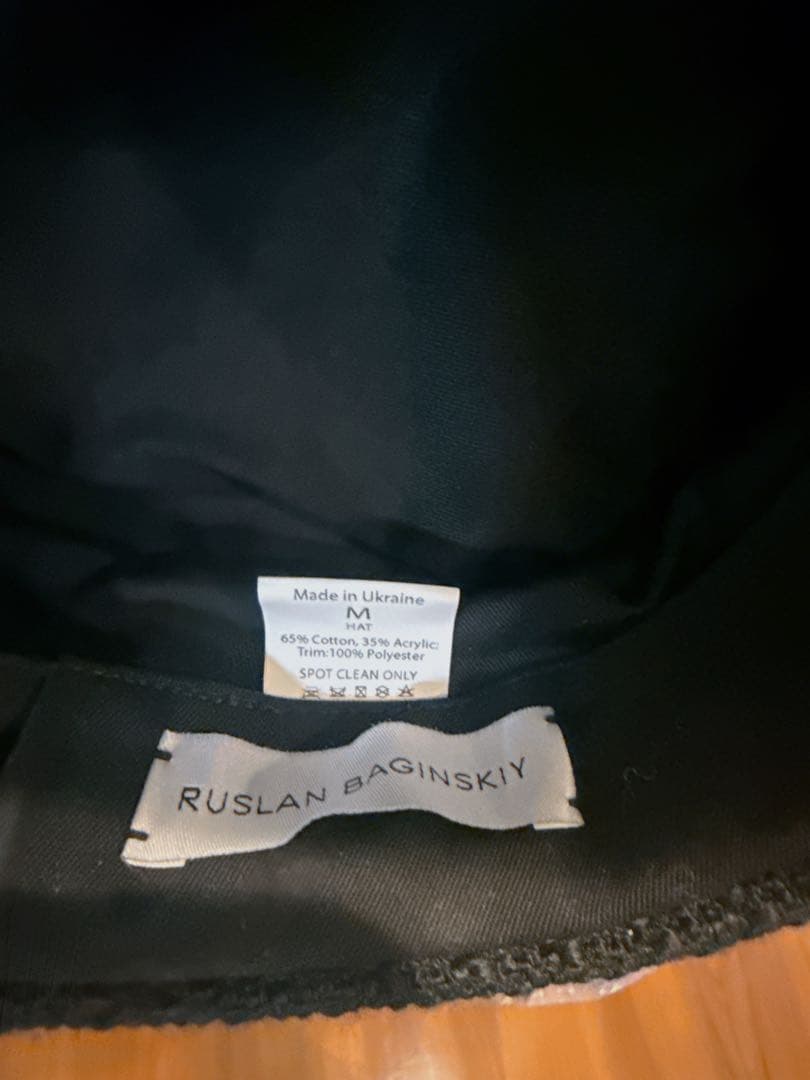 Made in Ukraine
M
HAT
65% Cotton, 35% Acrylic;
Trim:100% Polyester
SPOT CLEAN ONLY
RUSLAN BAGINSKIY